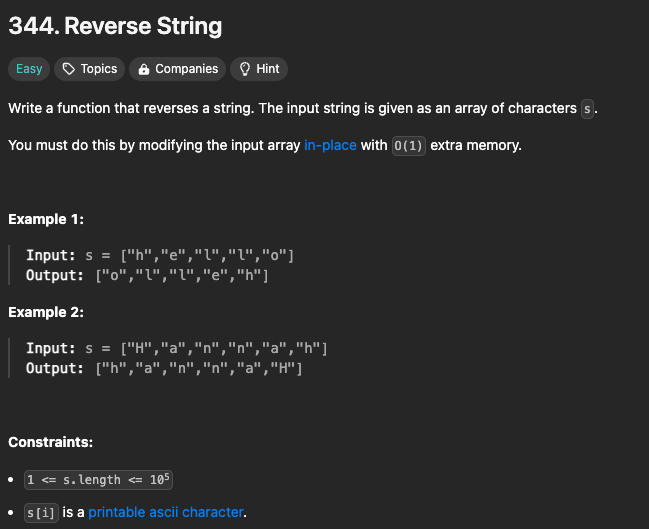 344. Reverse String
Easy Topics Companies Hint
Write a function that reverses a string. The input string is given as an array of characters s.
You must do this by modifying the input array in-place with O(1) extra memory.
Example 1:
Input: s = ["h","e","l","l","o"]
Output: ["o","l","l","e","h"]
Example 2:
Input: s = ["H","a","n","n","a","h"]
Output: ["h","a","n","n","a","H"]
Constraints:
• 1 <= s.length <= 10⁵
• s[i] is a printable ascii character.